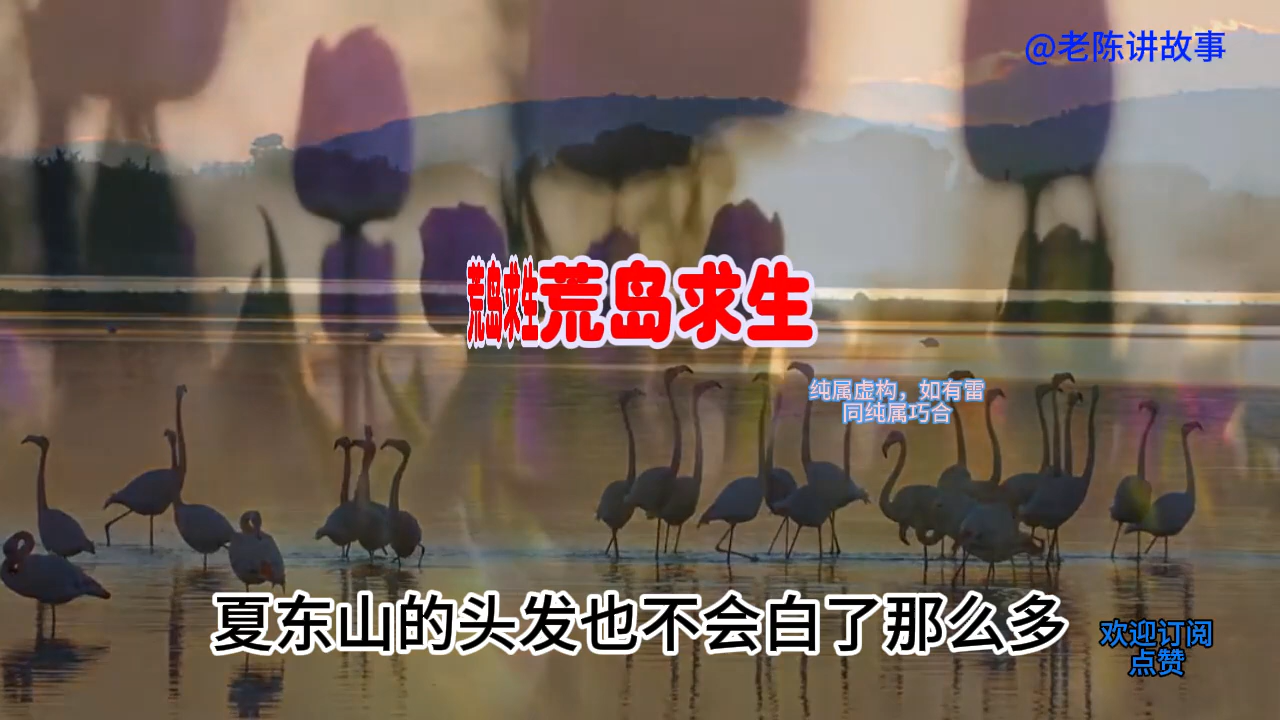 @老陈讲故事
荒岛求生荒岛求生
纯属虚构，如有雷
同纯属巧合
夏东山的头发也不会白了那么多
欢迎订阅
点赞